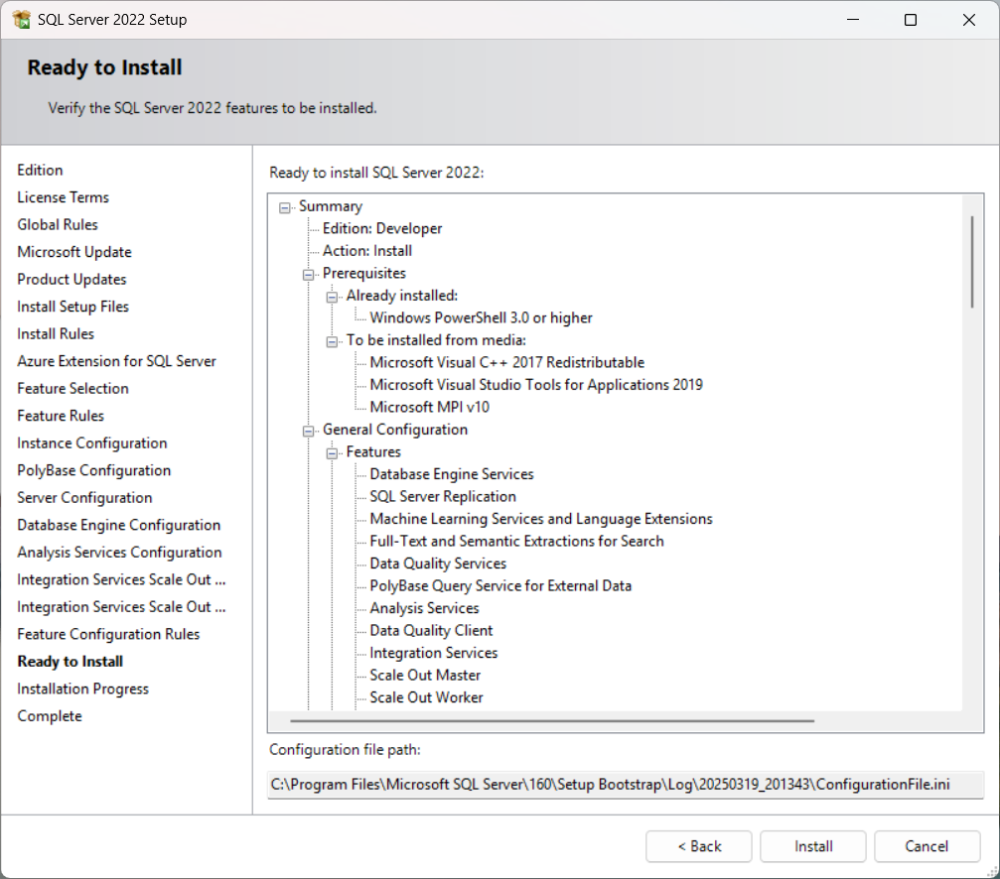 SQL Server 2022 Setup
Ready to Install
Verify the SQL Server 2022 features to be installed.
Edition
License Terms
Global Rules
Microsoft Update
Product Updates
Install Setup Files
Install Rules
Azure Extension for SQL Server
Feature Selection
Feature Rules
Instance Configuration
PolyBase Configuration
Server Configuration
Database Engine Configuration
Analysis Services Configuration
Integration Services Scale Out ...
Integration Services Scale Out ...
Feature Configuration Rules
Ready to Install
Installation Progress
Complete
Ready to install SQL Server 2022:
Summary
Edition: Developer
Action: Install
Prerequisites
Already installed:
Windows PowerShell 3.0 or higher
To be installed from media:
Microsoft Visual C++ 2017 Redistributable
Microsoft Visual Studio Tools for Applications 2019
Microsoft MPI v10
General Configuration
Features
Database Engine Services
SQL Server Replication
Machine Learning Services and Language Extensions
Full-Text and Semantic Extractions for Search
Data Quality Services
PolyBase Query Service for External Data
Analysis Services
Data Quality Client
Integration Services
Scale Out Master
Scale Out Worker
Configuration file path:
C:\Program Files\Microsoft SQL Server\160\Setup Bootstrap\Log\20250319_201343\ConfigurationFile.ini
< Back
Install
Cancel